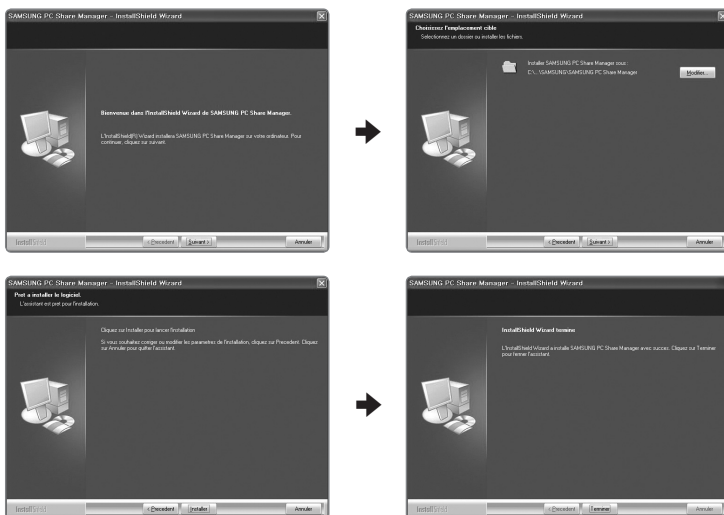 SAMSUNG PC Share Manager - InstallShield Wizard
Bienvenue dans l'InstallShield Wizard de SAMSUNG PC Share Manager.
L'InstallShield(R) Wizard installera SAMSUNG PC Share Manager sur votre ordinateur. Pour
continuer, cliquez sur suivant.
InstallShield
< Precedent
Suivant >
Annuler
SAMSUNG PC Share Manager - InstallShield Wizard
Choisissez l'emplacement cible
Selectionnez un dossier ou installer les fichiers.
Installer SAMSUNG PC Share Manager sous:
C:\...\SAMSUNG\SAMSUNG PC Share Manager
Modifier...
InstallShield
< Precedent
Suivant >
Annuler
SAMSUNG PC Share Manager - InstallShield Wizard
Pret a installer le logiciel.
L'assistant est pret pour l'installation.
Cliquez sur Installer pour lancer l'installation
Si vous souhaitez corriger ou modifier les parametres de l'installation, cliquez sur Precedent. Cliquez
sur Annuler pour quitter l'assistant.
InstallShield
< Precedent
Installer
Annuler
SAMSUNG PC Share Manager - InstallShield Wizard
InstallShield Wizard termine
L'InstallShield Wizard a installe SAMSUNG PC Share Manager avec succes. Cliquez sur Terminer
pour fermer l'assistant.
InstallShield
< Precedent
Terminer
Annuler